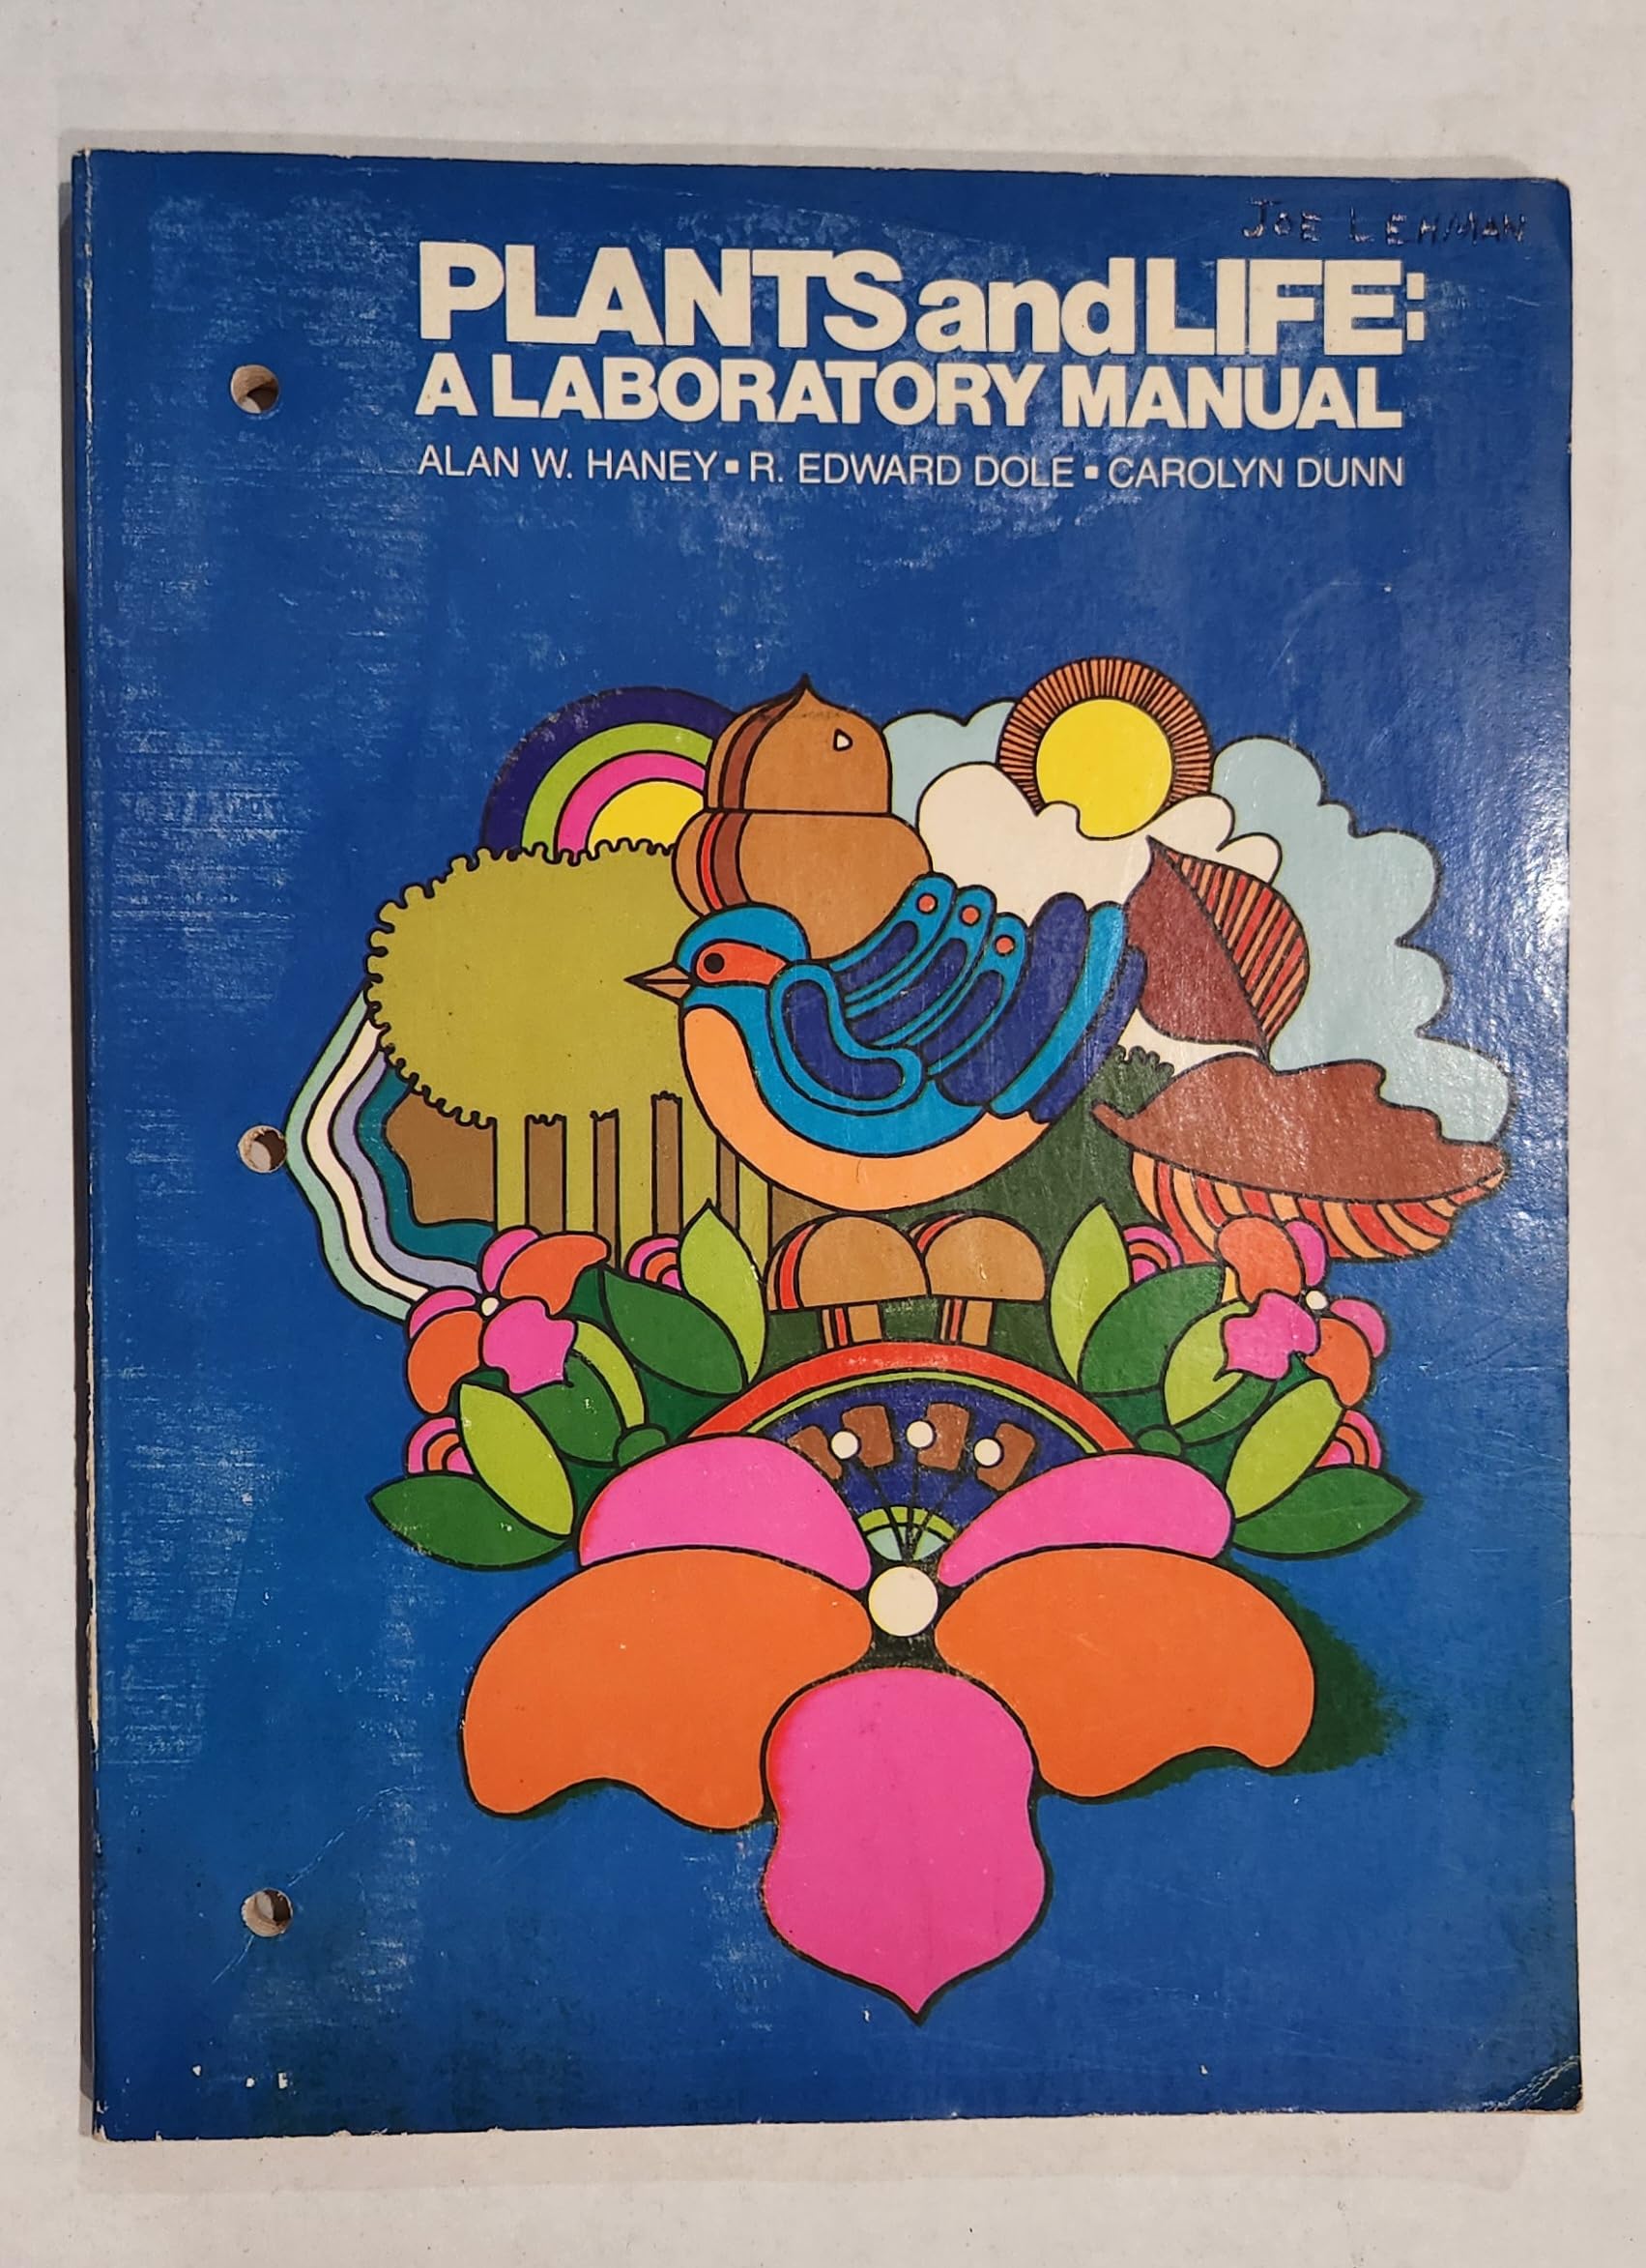 JOE LEHMAN
PLANTS and LIFE:
A LABORATORY MANUAL
ALAN W. HANEY ▪ R. EDWARD DOLE ▪ CAROLYN DUNN